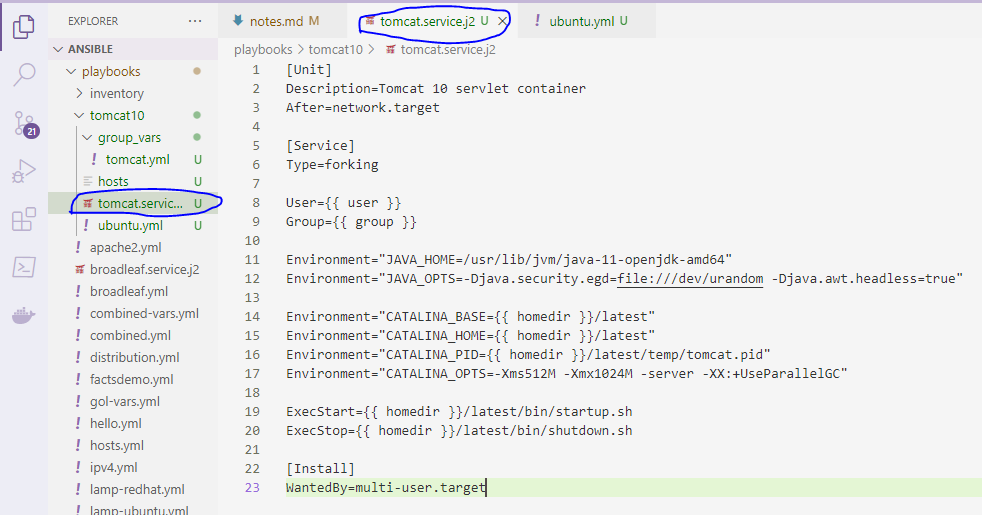 EXPLORER ...
notes.md M
tomcat.service.j2 U
ubuntu.yml U
ANSIBLE
playbooks
inventory
tomcat10
group_vars
tomcat.yml U
hosts U
tomcat.servic... U
ubuntu.yml U
apache2.yml
broadleaf.service.j2
broadleaf.yml
combined-vars.yml
combined.yml
distribution.yml
factsdemo.yml
gol-vars.yml
hello.yml
hosts.yml
ipv4.yml
lamp-redhat.yml
lamp-ubuntu.yml
21
playbooks > tomcat10 > tomcat.service.j2
1 [Unit]
2 Description=Tomcat 10 servlet container
3 After=network.target
4
5 [Service]
6 Type=forking
7
8 User={{ user }}
9 Group={{ group }}
10
11 Environment="JAVA_HOME=/usr/lib/jvm/java-11-openjdk-amd64"
12 Environment="JAVA_OPTS=-Djava.security.egd=file:///dev/urandom -Djava.awt.headless=true"
13
14 Environment="CATALINA_BASE={{ homedir }}/latest"
15 Environment="CATALINA_HOME={{ homedir }}/latest"
16 Environment="CATALINA_PID={{ homedir }}/latest/temp/tomcat.pid"
17 Environment="CATALINA_OPTS=-Xms512M -Xmx1024M -server -XX:+UseParallelGC"
18
19 ExecStart={{ homedir }}/latest/bin/startup.sh
20 ExecStop={{ homedir }}/latest/bin/shutdown.sh
21
22 [Install]
23 WantedBy=multi-user.target